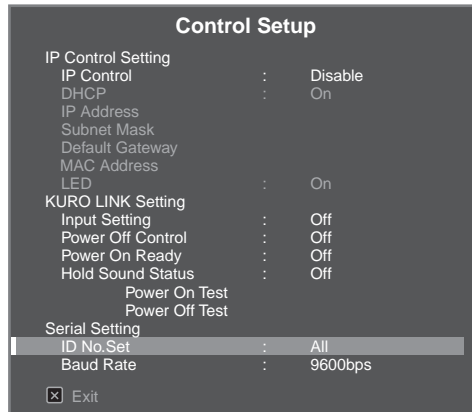 Control Setup
IP Control Setting
IP Control : Disable
DHCP : On
IP Address
Subnet Mask
Default Gateway
MAC Address
LED : On
KURO LINK Setting
Input Setting : Off
Power Off Control : Off
Power On Ready : Off
Hold Sound Status : Off
Power On Test
Power Off Test
Serial Setting
ID No.Set : All
Baud Rate : 9600bps
Exit